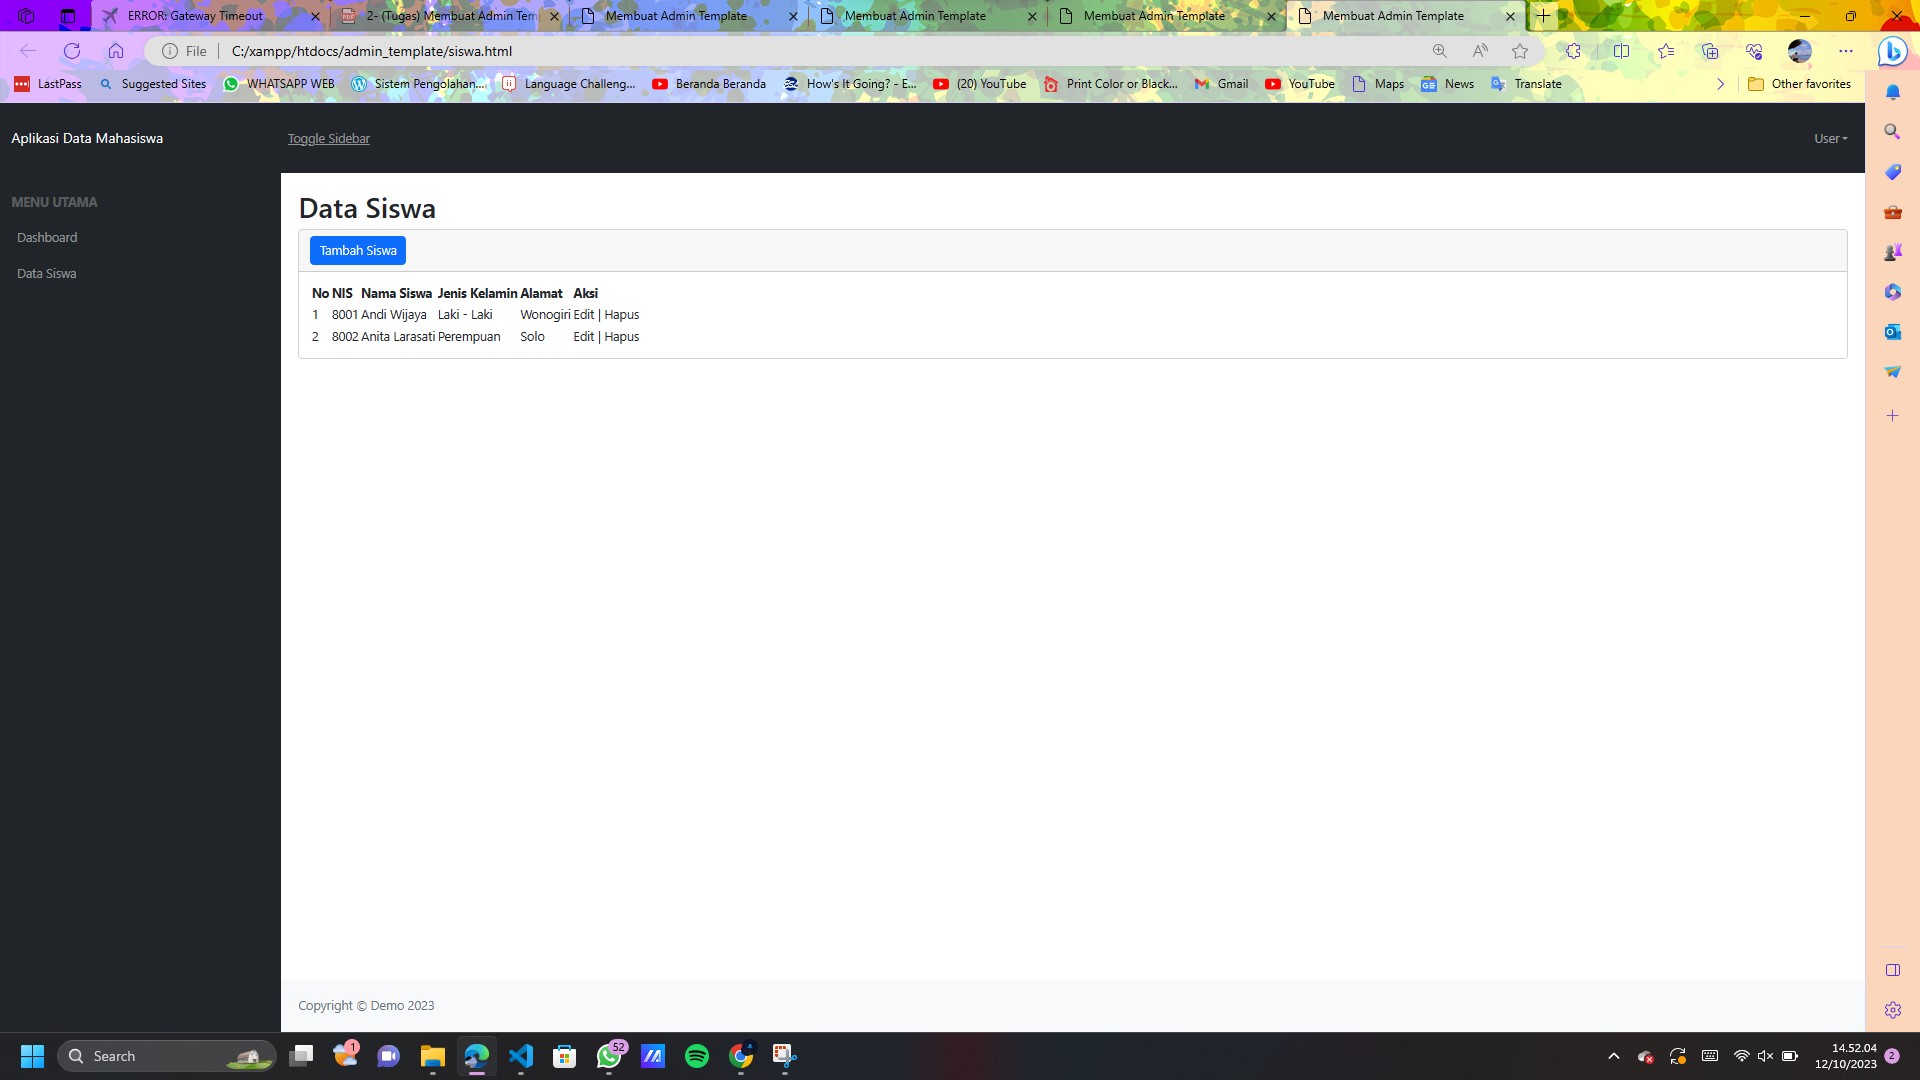 ERROR: Gateway Timeout
2- (Tugas) Membuat Admin Tem
Membuat Admin Template
Membuat Admin Template
Membuat Admin Template
Membuat Admin Template
File
C:/xampp/htdocs/admin_template/siswa.html
LastPass
Suggested Sites
WHATSAPP WEB
Sistem Pengolahan...
Language Challeng...
Beranda Beranda
How's It Going? - E...
(20) YouTube
Print Color or Black...
Gmail
YouTube
Maps
News
Translate
Other favorites
Aplikasi Data Mahasiswa
Toggle Sidebar
User
MENU UTAMA
Dashboard
Data Siswa
Data Siswa
Tambah Siswa
No NIS Nama Siswa Jenis Kelamin Alamat Aksi
1 8001 Andi Wijaya Laki - Laki Wonogiri Edit | Hapus
2 8002 Anita Larasati Perempuan Solo Edit | Hapus
Copyright © Demo 2023
Search
1
52
14.52.04
12/10/2023
2